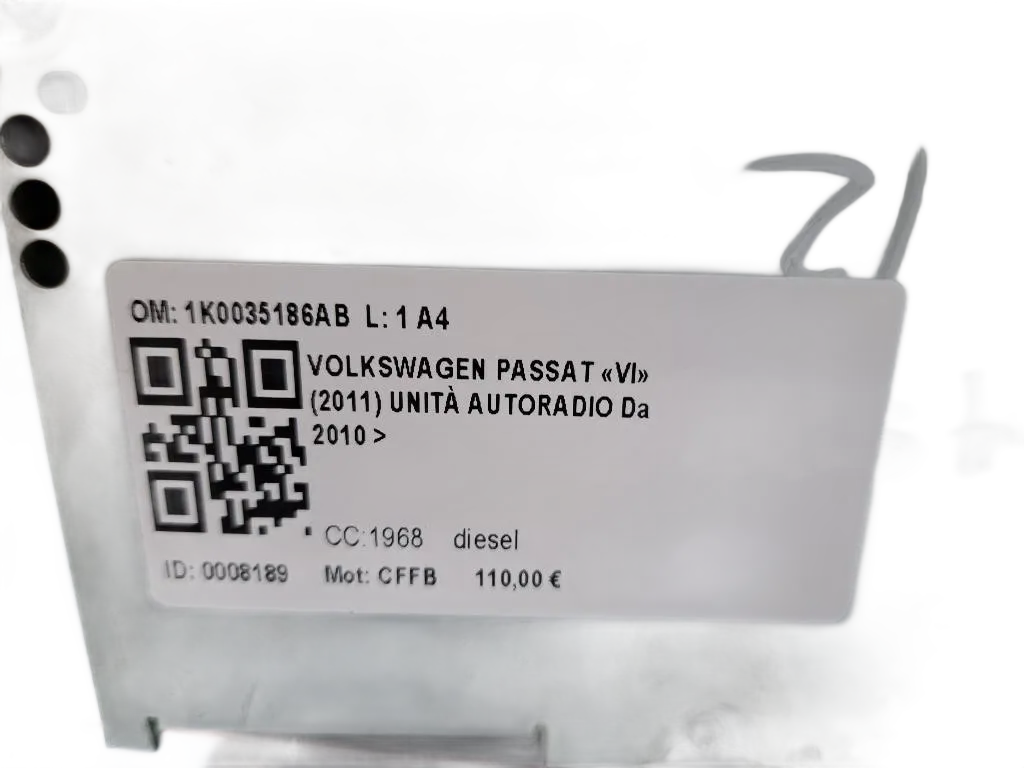 21
OM: 1K0035186AB L: 1 A4
VOLKSWAGEN PASSAT «VI»
(2011) UNITÀ AUTORADIO Da
2010 >
CC:1968 diesel
ID: 0008189 Mot: CFFB 110,00 €